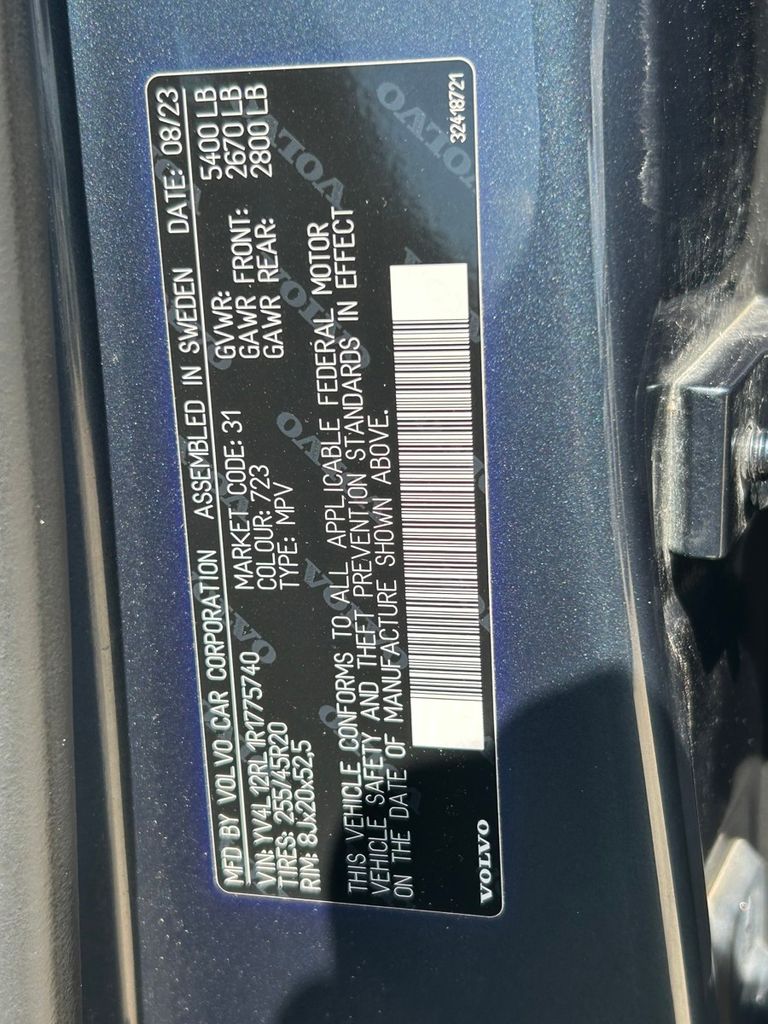 MFD BY VOLVO CAR CORPORATION ASSEMBLED IN SWEDEN DATE: 08/23
VIN: YV4L12RL1R1775740
TIRES: 255/45R20
RIM: 8Jx20x52,5
MARKET CODE: 31
COLOUR: 723
TYPE: MPV
GVWR: 5400 LB
GAWR FRONT: 2670 LB
GAWR REAR: 2800 LB
THIS VEHICLE CONFORMS TO ALL APPLICABLE FEDERAL MOTOR
VEHICLE SAFETY AND THEFT PREVENTION STANDARDS IN EFFECT
ON THE DATE OF MANUFACTURE SHOWN ABOVE.
VOLVO
32418721